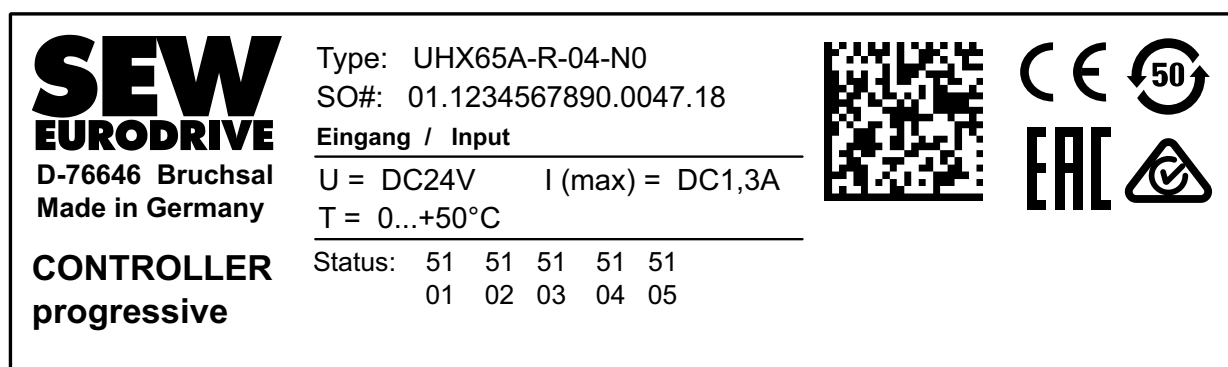 SEW
EURODRIVE
D-76646 Bruchsal
Made in Germany
CONTROLLER
progressive
Type: UHX65A-R-04-N0
SO#: 01.1234567890.0047.18
Eingang / Input
U = DC24V I (max) = DC1,3A
T = 0...+50°C
Status: 51 51 51 51 51
01 02 03 04 05
CE
50
EAC